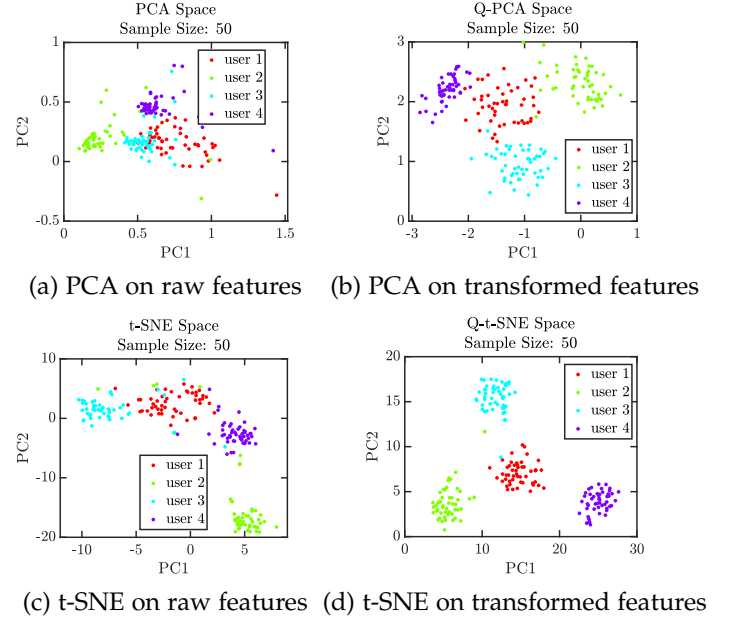 PCA Space
Sample Size: 50
1
0.5
0
-0.5
0
0.5
1
1.5
PC2
PC1
user 1
user 2
user 3
user 4
(a) PCA on raw features
Q-PCA Space
Sample Size: 50
3
2
1
0
-3
-2
-1
0
1
PC2
PC1
user 1
user 2
user 3
user 4
(b) PCA on transformed features
t-SNE Space
Sample Size: 50
10
0
-10
-20
-10
-5
0
5
PC2
PC1
user 1
user 2
user 3
user 4
(c) t-SNE on raw features
Q-t-SNE Space
Sample Size: 50
20
15
10
5
0
0
10
20
30
PC2
PC1
user 1
user 2
user 3
user 4
(d) t-SNE on transformed features